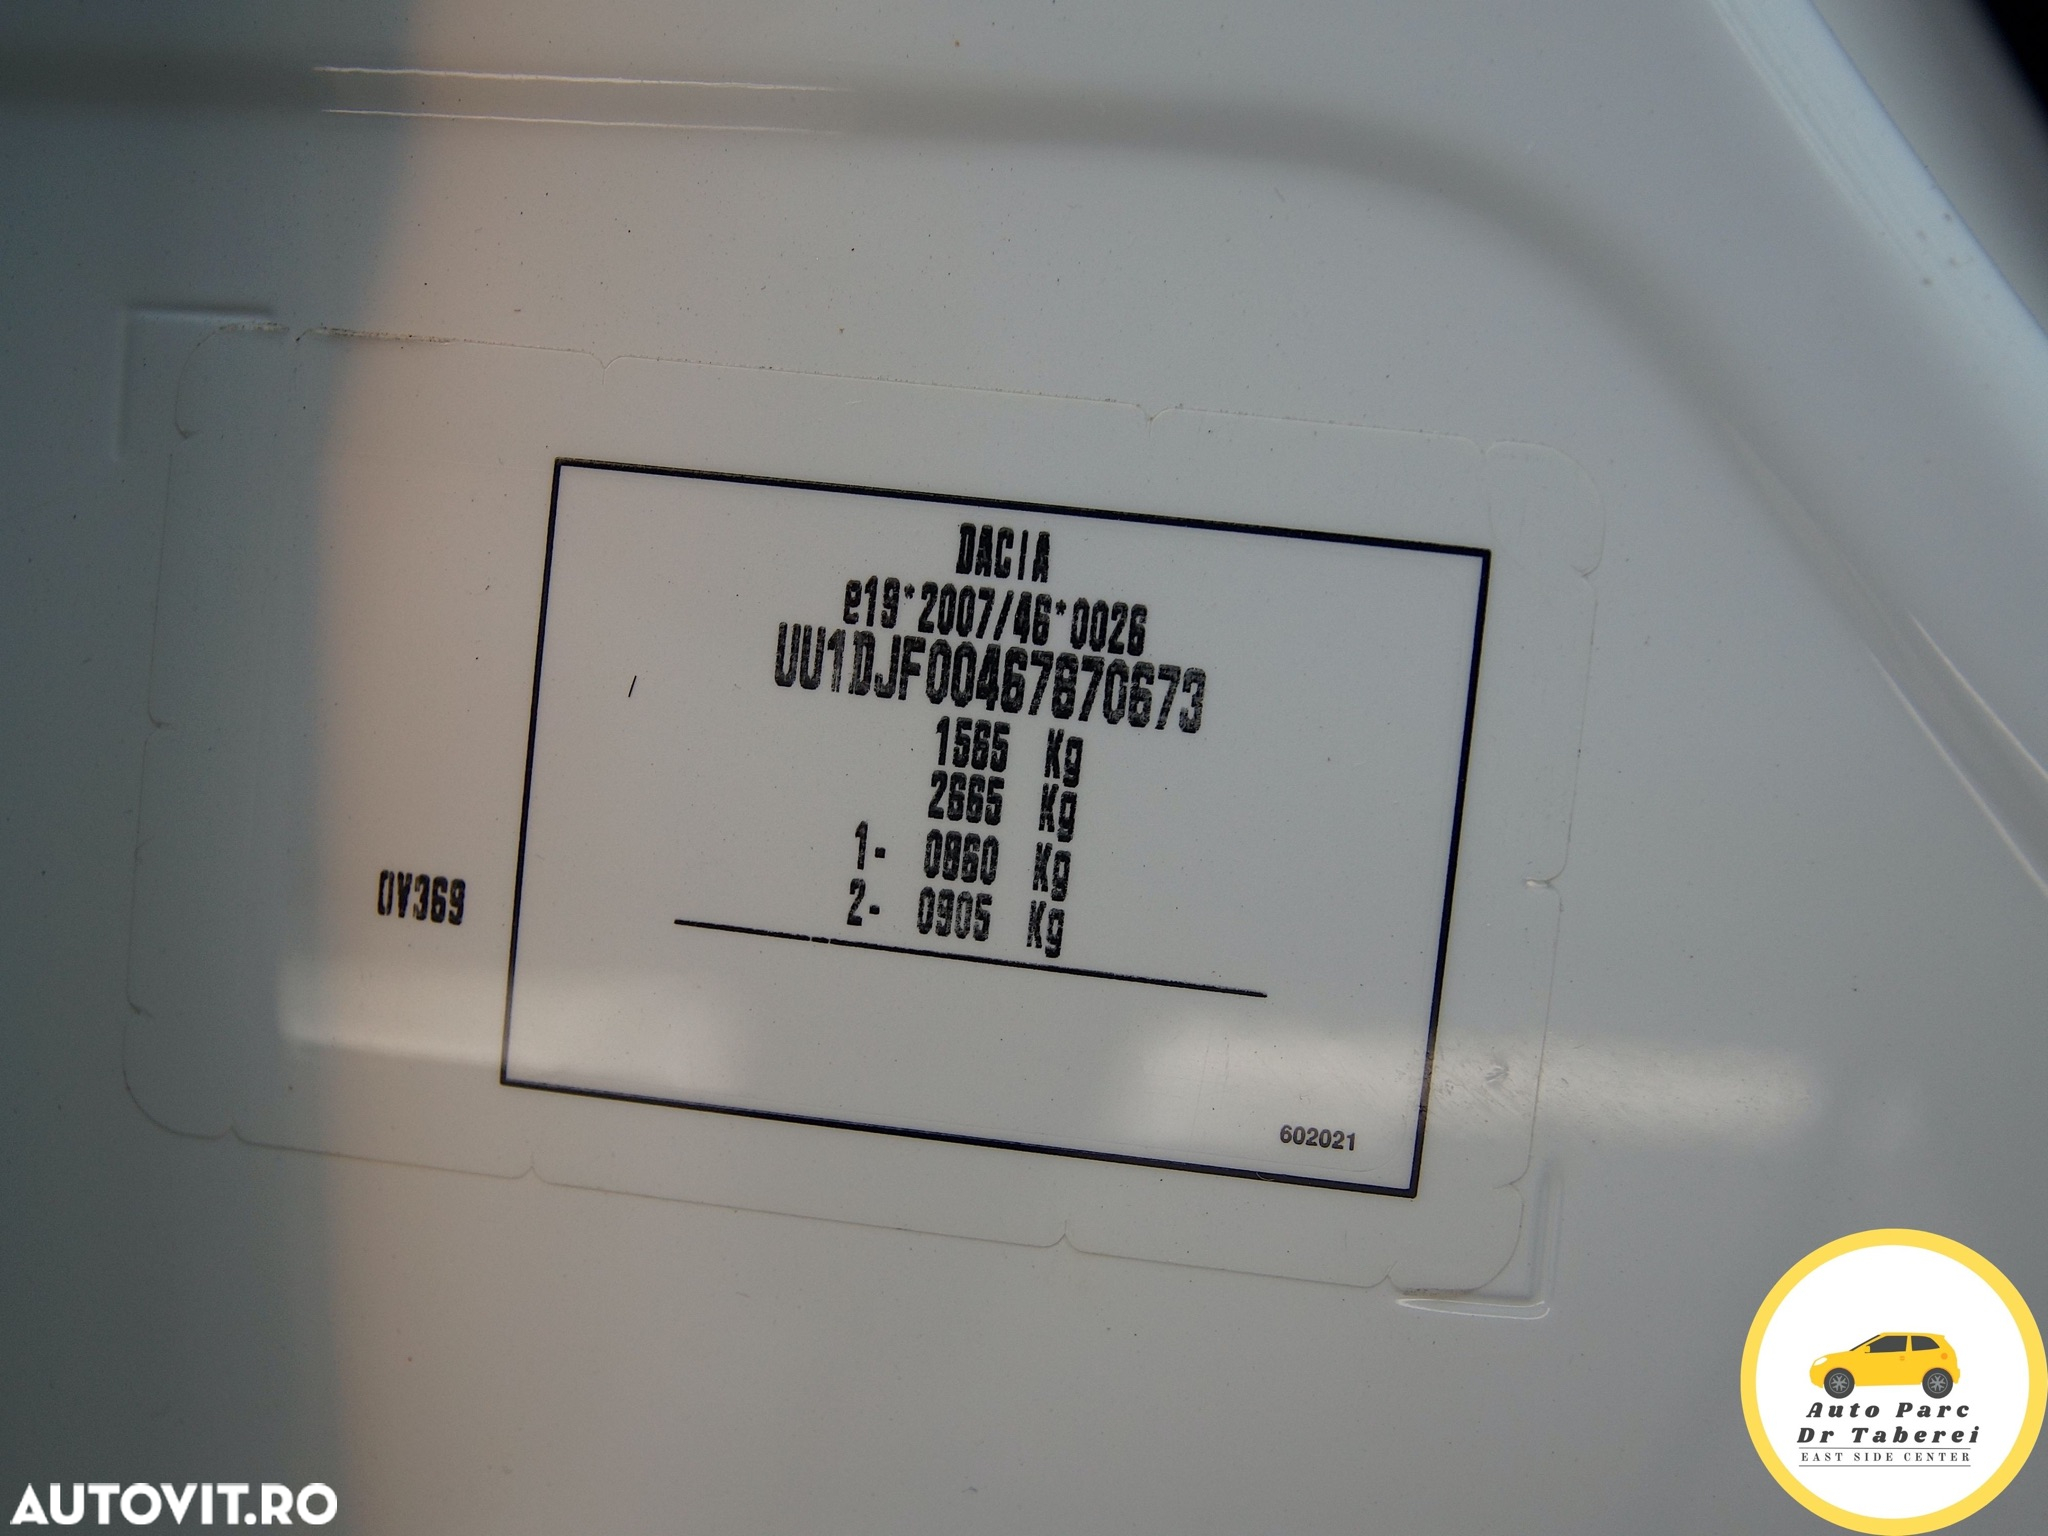 DACIA
e19*2007/46*0026
UU1DJF00467870673
1565 Kg
2665 Kg
1- 0860 Kg
2- 0905 Kg
0V369
602021
Auto Parc
Dr Taberei
EAST SIDE CENTER
AUTOVIT.RO